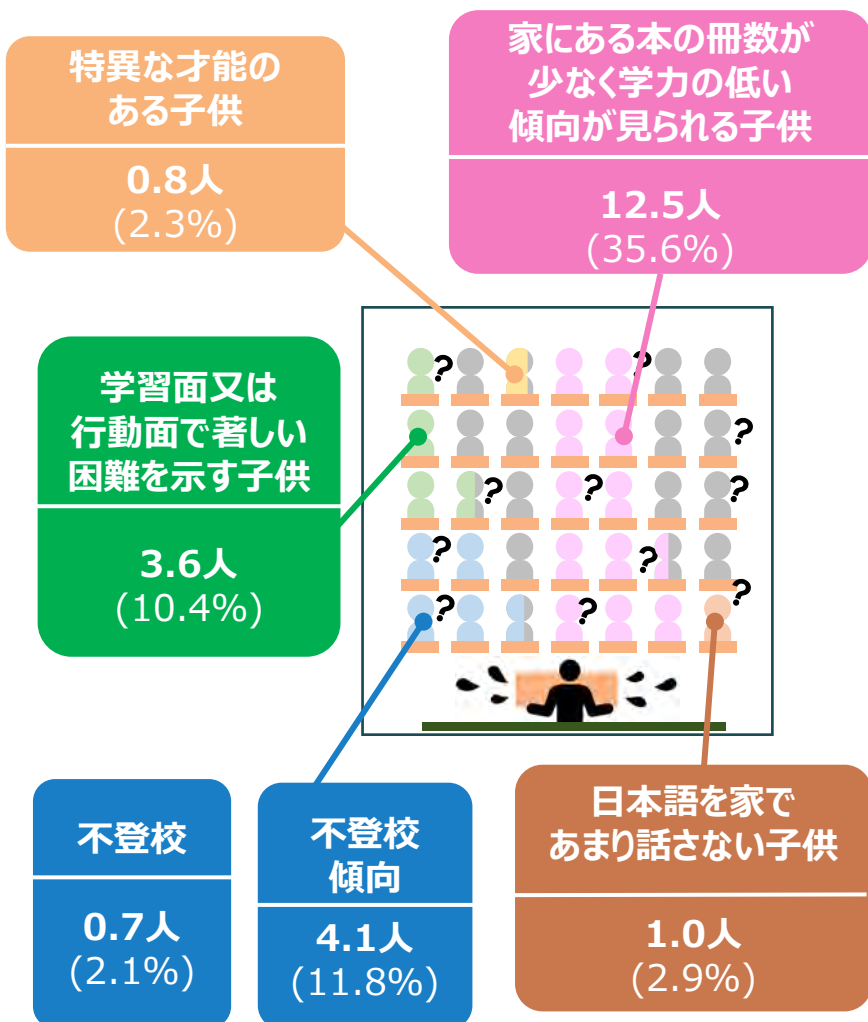 特異な才能の
ある子供
0.8人
(2.3%)
家にある本の冊数が
少なく学力の低い
傾向が見られる子供
12.5人
(35.6%)
学習面又は
行動面で著しい
困難を示す子供
3.6人
(10.4%)
?
?
?
?
?
?
?
?
?
?
?
不登校
0.7人
(2.1%)
不登校
傾向
4.1人
(11.8%)
日本語を家で
あまり話さない子供
1.0人
(2.9%)